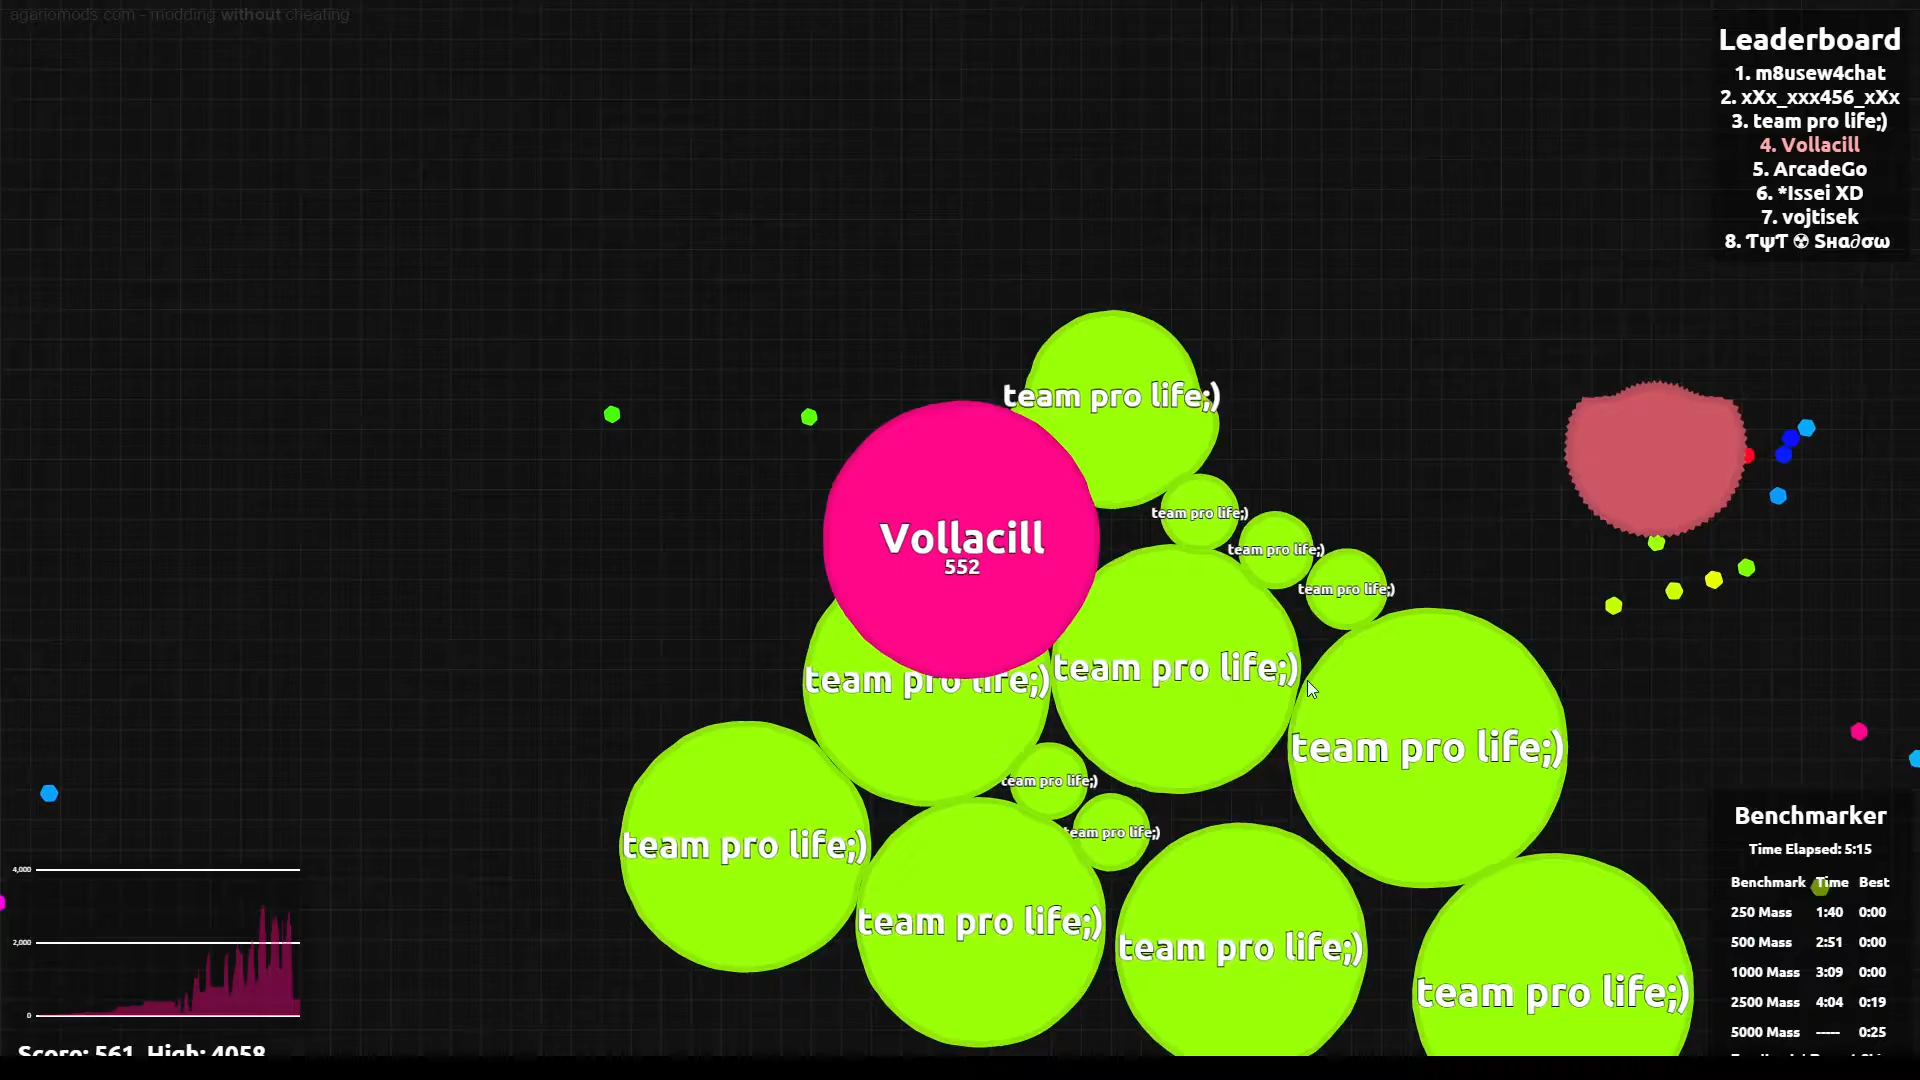 agariomods.com - modding without cheating
Leaderboard
1. m8usew4chat
2. xXx_xxx456_xXx
3. team pro life;)
4. Vollacill
5. ArcadeGo
6. *Issei XD
7. vojtisek
8. ƬψƬ ☢ Sнα∂σω
team pro life;)
Vollacill
552
team pro life;)
team pro life;)
team pro life;)
team pro life;)
team pro life;)
team pro life;)
team pro life;)
team pro life;)
team pro life;)
team pro life;)
team pro life;)
team pro life;)
Benchmarker
Time Elapsed: 5:15
Benchmark Time Best
250 Mass 1:40 0:00
500 Mass 2:51 0:00
1000 Mass 3:09 0:00
2500 Mass 4:04 0:19
5000 Mass ----- 0:25
4,000
2,000
0
Score: 561 High: 4058